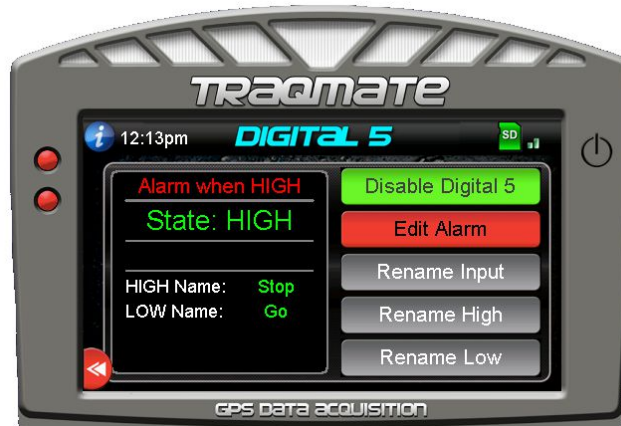 TRAQMATE
12:13pm DIGITAL 5 SD
Alarm when HIGH
State: HIGH
HIGH Name: Stop
LOW Name: Go
Disable Digital 5
Edit Alarm
Rename Input
Rename High
Rename Low
GPS DATA ACQUISITION